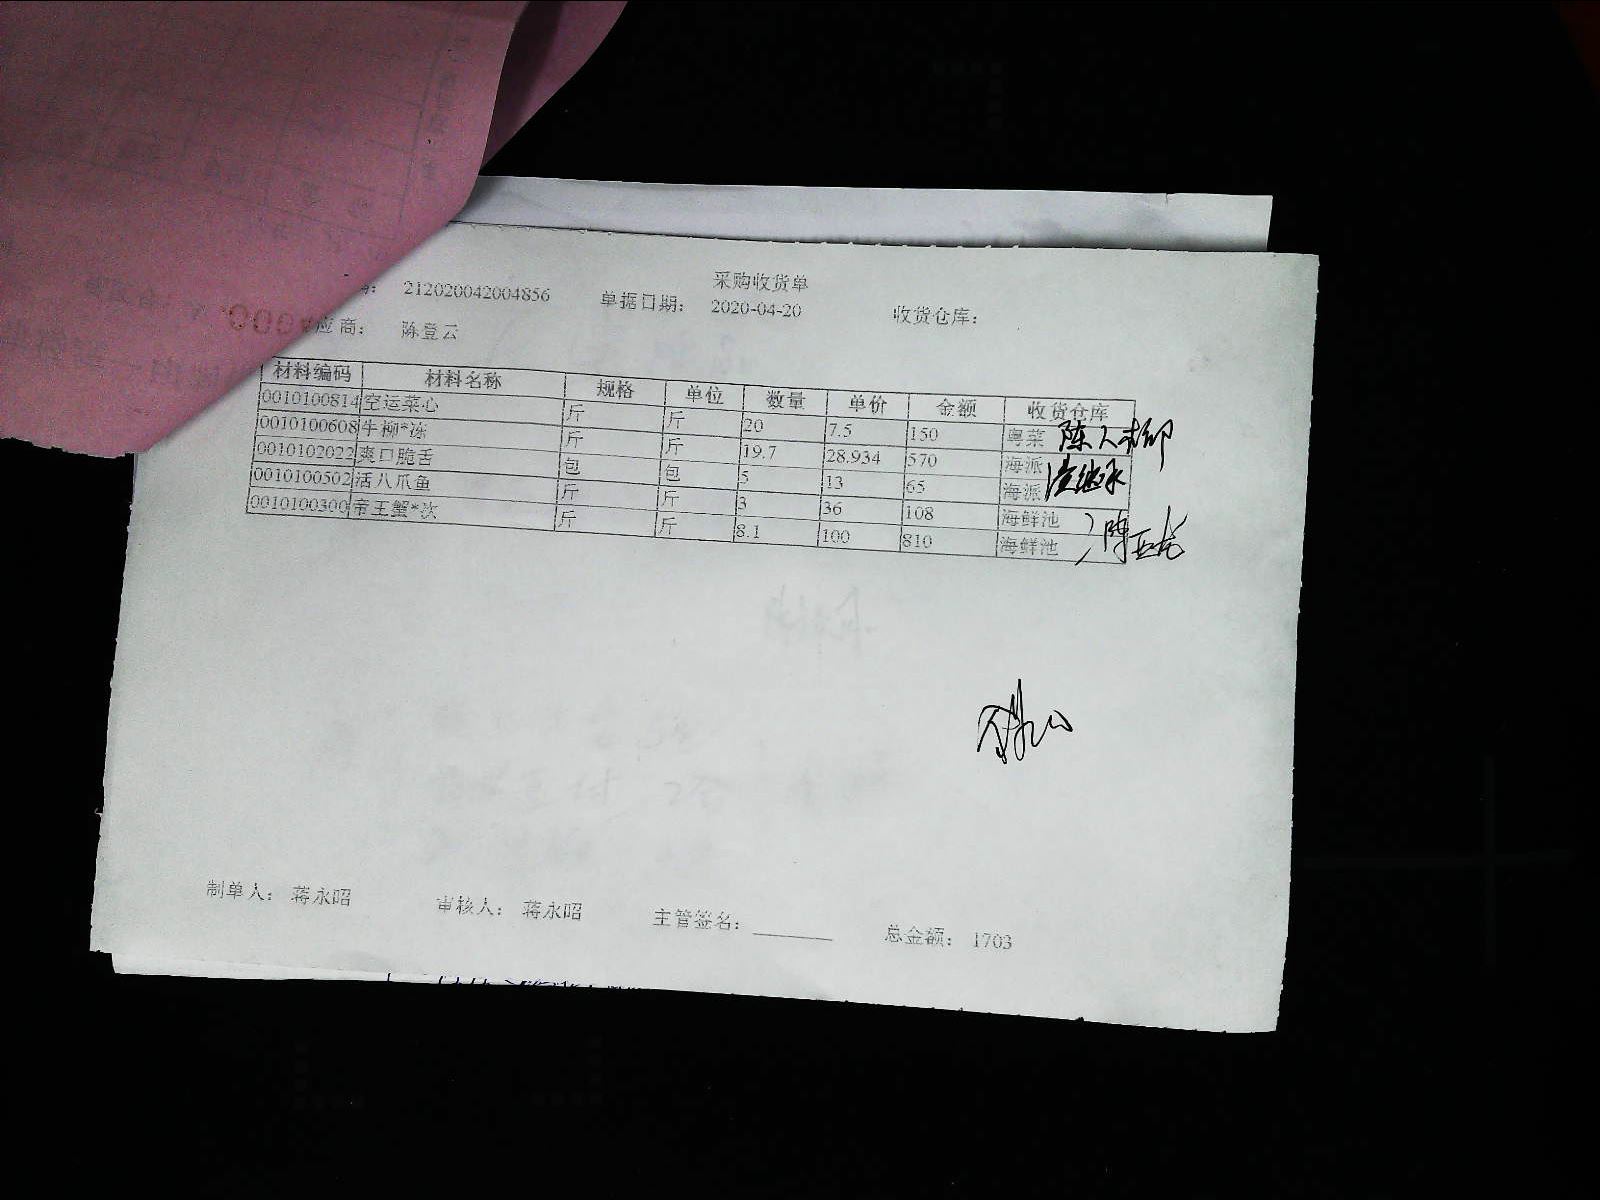 采购收货单
212020042004856 单据日期： 2020-04-20 收货仓库：
应商： 陈登云
材料编码 材料名称 规格 单位 数量 单价 金额 收货仓库
0010100814 空运菜心 斤 斤 20 7.5 150 粤菜
0010100608 牛柳*冻 斤 斤 19.7 28.934 570 海派
0010102022 爽口脆舌 包 包 5 13 65 海派
0010100502 活八爪鱼 斤 斤 3 36 108 海鲜池
0010100300 帝王蟹*次 斤 斤 8.1 100 810 海鲜池
制单人： 蒋永昭 审核人： 蒋永昭 主管签名： 总金额： 1703